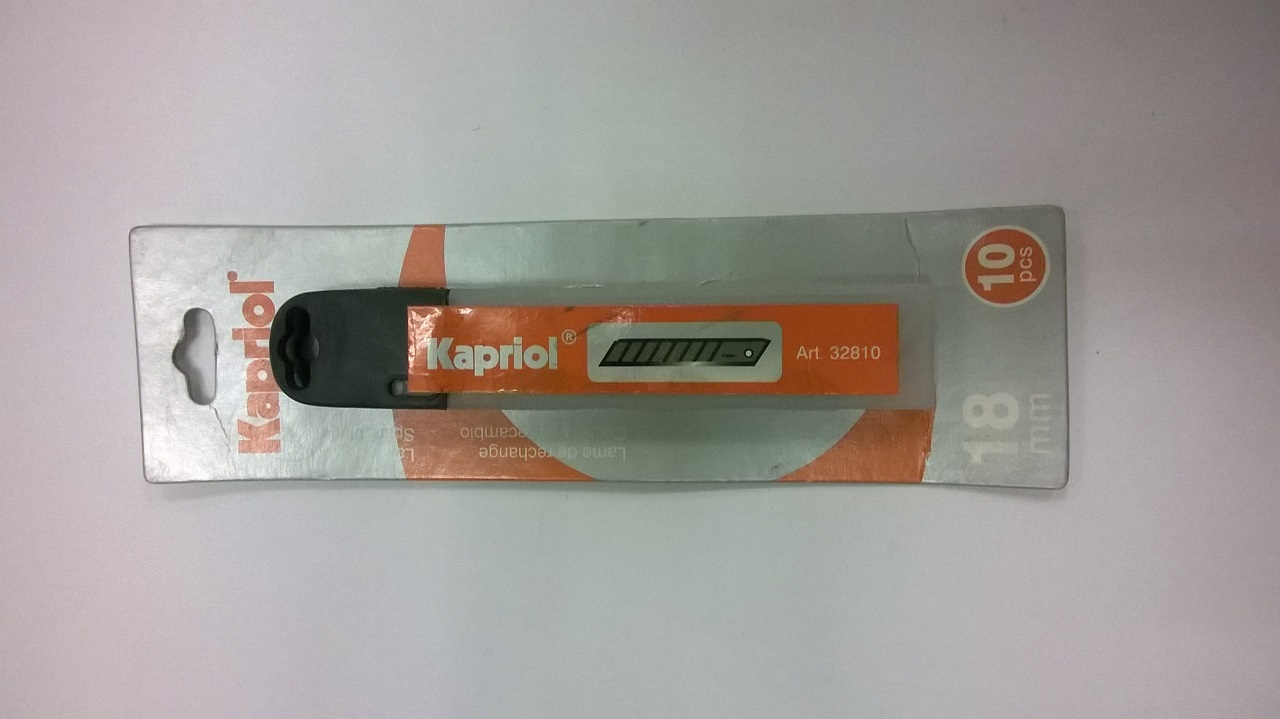 Kapriol®
Kapriol®
Art. 32810
10
pcs
18
mm
Lame de rechange